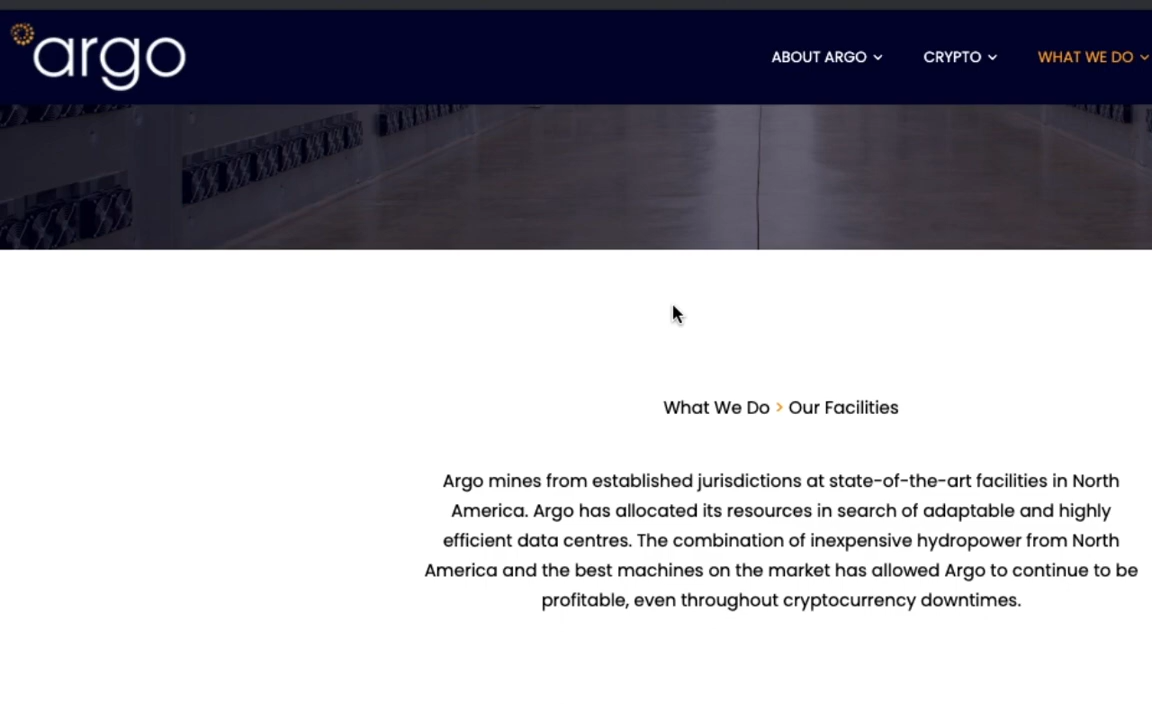 argo
ABOUT ARGO
CRYPTO
WHAT WE DO
What We Do > Our Facilities
Argo mines from established jurisdictions at state-of-the-art facilities in North
America. Argo has allocated its resources in search of adaptable and highly
efficient data centres. The combination of inexpensive hydropower from North
America and the best machines on the market has allowed Argo to continue to be
profitable, even throughout cryptocurrency downtimes.